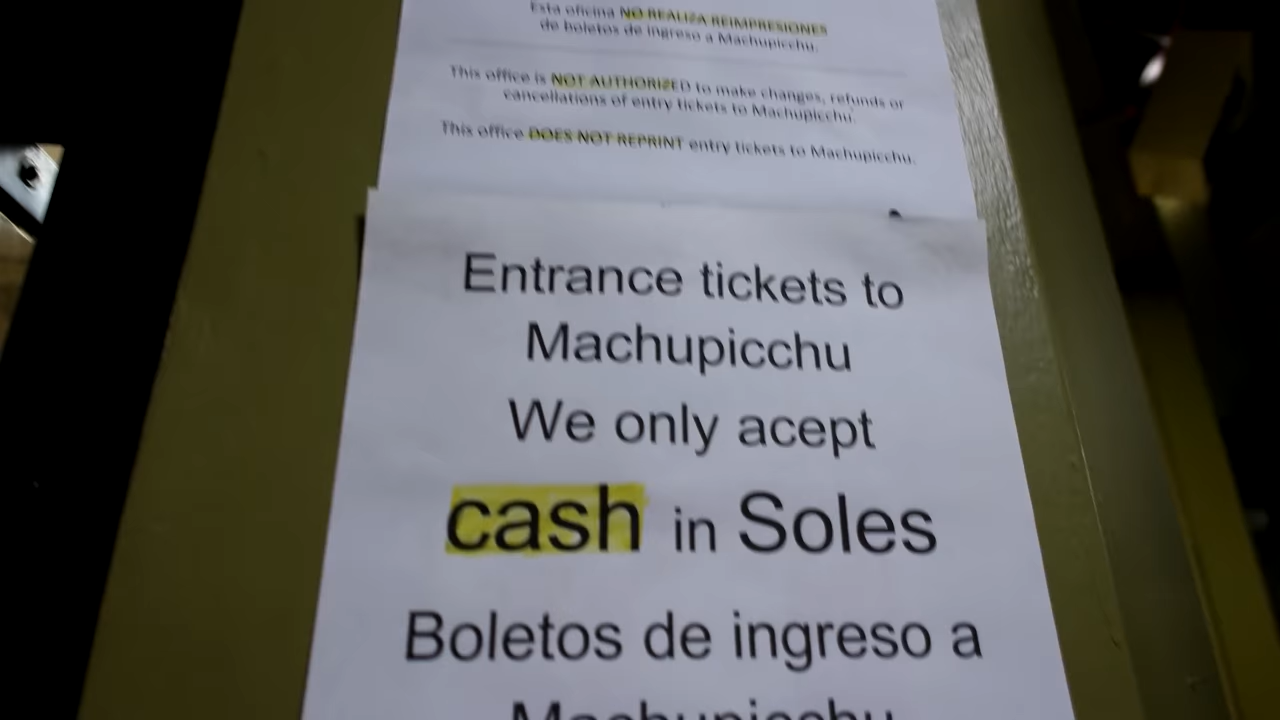 Esta oficina NO REALIZA REIMPRESIONES
de boletos de ingreso a Machupicchu.
This office is NOT AUTHORIZED to make changes, refunds or
cancellations of entry tickets to Machupicchu.
This office DOES NOT REPRINT entry tickets to Machupicchu.
Entrance tickets to
Machupicchu
We only acept
cash in Soles
Boletos de ingreso a
Machupicchu